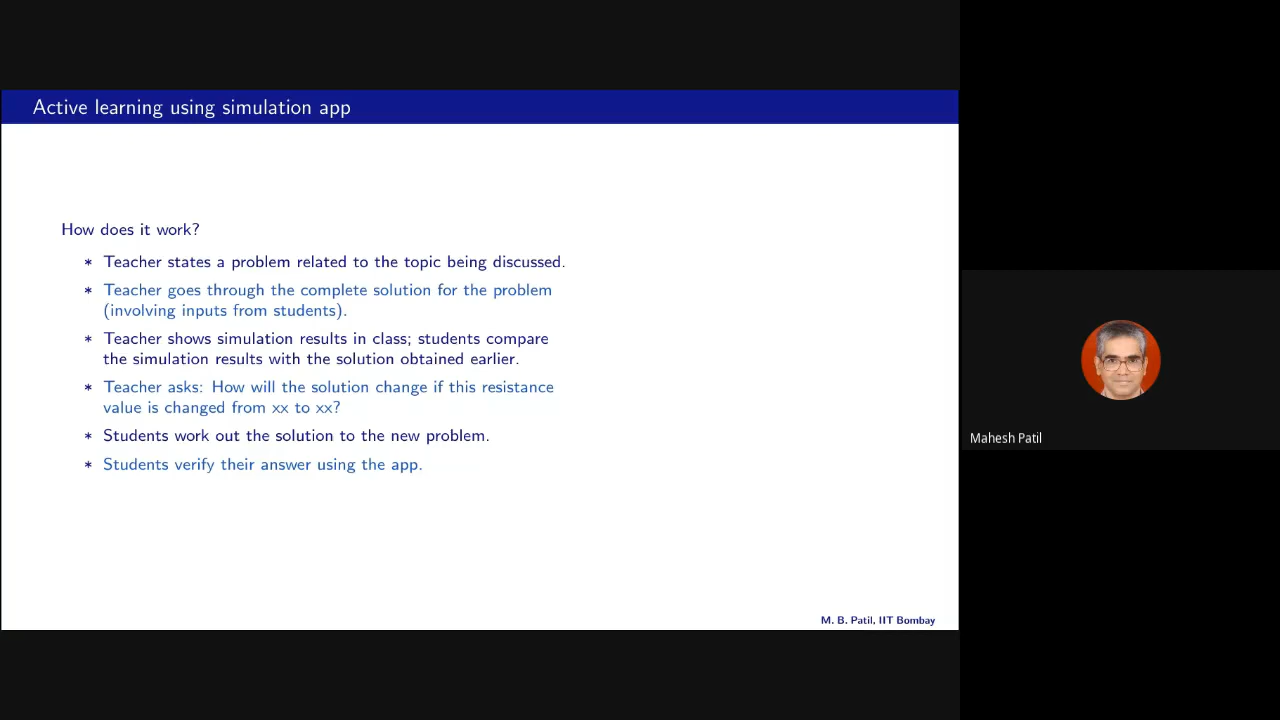 Active learning using simulation app
How does it work?
* Teacher states a problem related to the topic being discussed.
* Teacher goes through the complete solution for the problem
(involving inputs from students).
* Teacher shows simulation results in class; students compare
the simulation results with the solution obtained earlier.
* Teacher asks: How will the solution change if this resistance
value is changed from xx to xx?
* Students work out the solution to the new problem.
* Students verify their answer using the app.
M. B. Patil, IIT Bombay
Mahesh Patil